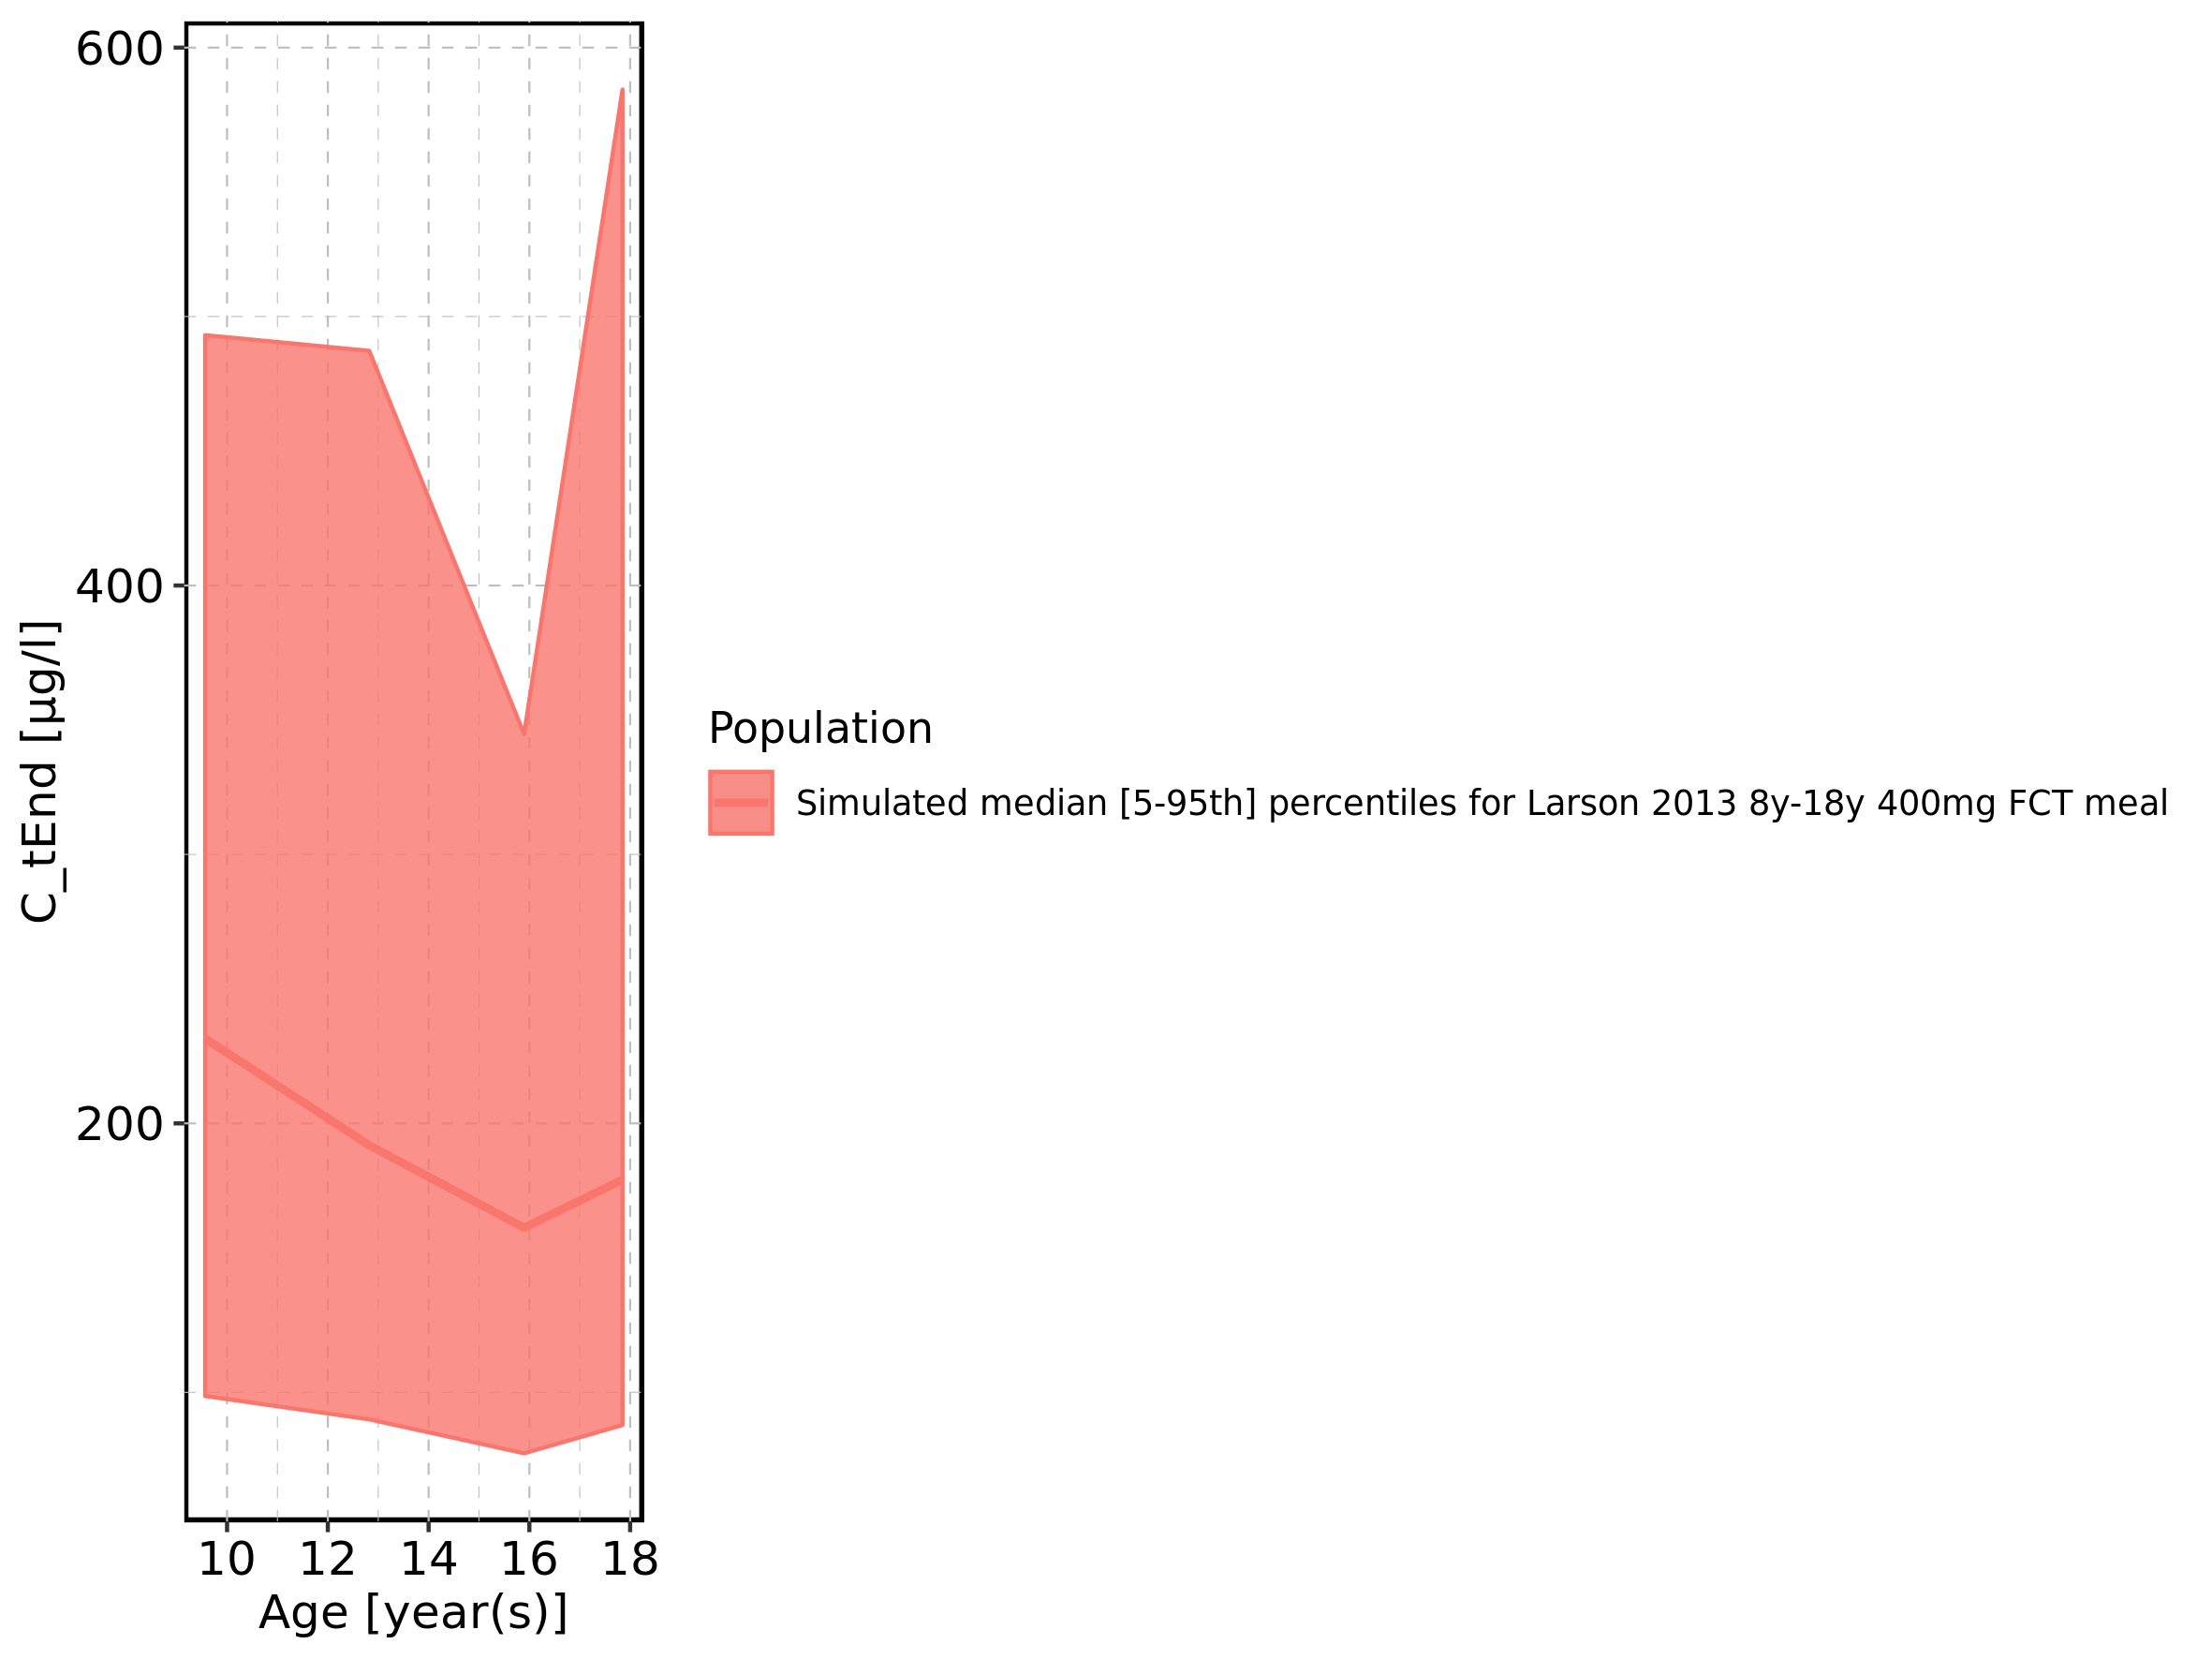 600
400
200
C_tEnd [µg/l]
10 12 14 16 18
Age [year(s)]
Population
Simulated median [5-95th] percentiles for Larson 2013 8y-18y 400mg FCT meal